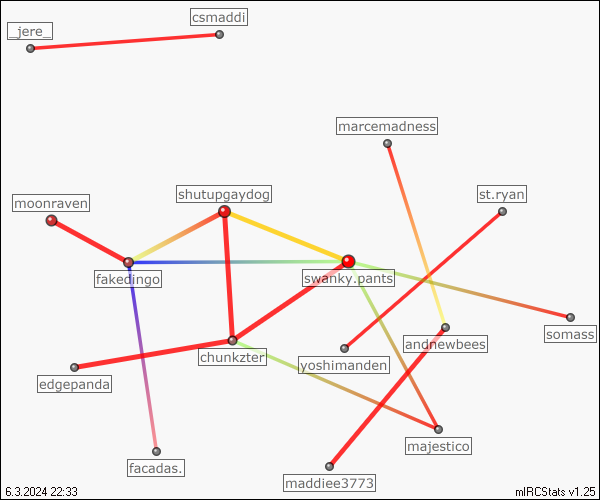 csmaddi
_jere_
marcemadness
shutupgaydog
st.ryan
moonraven
fakedingo
swanky.pants
somass
andrewbees
chunkzter
yoshimanden
edgepanda
majestico
facadas.
maddiee3773
6.3.2024 22:33
mIRCStats v1.25